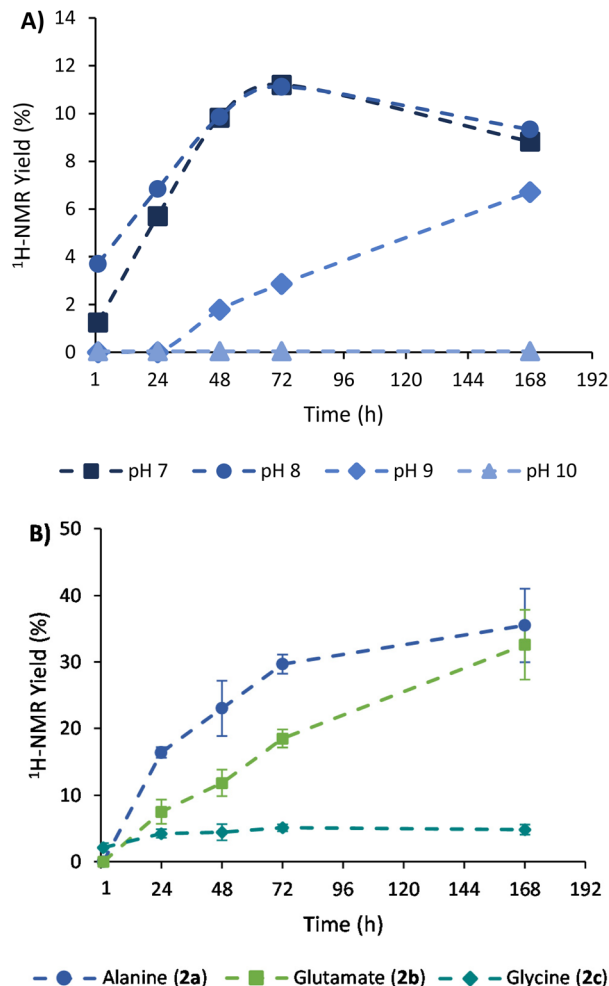 A)
14
12
10
8
6
4
2
0
¹H-NMR Yield (%)
1 24 48 72 96 120 144 168 192
Time (h)
pH 7 pH 8 pH 9 pH 10
B)
50
40
30
20
10
0
¹H-NMR Yield (%)
1 24 48 72 96 120 144 168 192
Time (h)
Alanine (2a) Glutamate (2b) Glycine (2c)